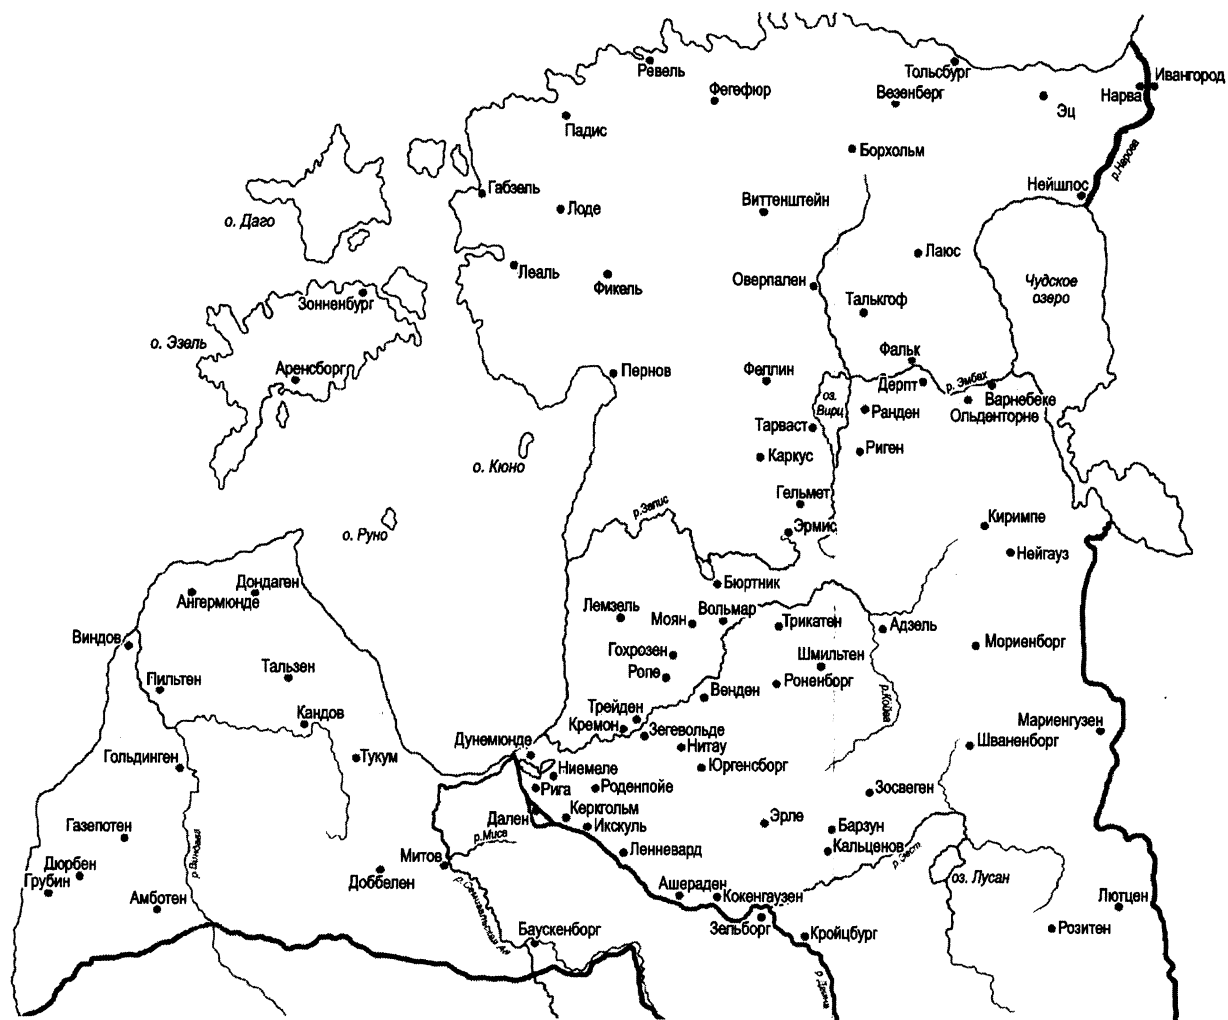 Ревель
Тольсбург
Ивангород
Фегефюр
Везенберг
Нарва
Эц
Падис
р.Нарова
Борхольм
Габзель
Нейшлос
о. Даго
Лоде
Виттенштейн
Леаль
Лаюс
Фикель
Оверпален
Чудское
озеро
Зонненбург
Талькгоф
о. Эзель
Фальк
Аренсборг
Пернов
Феллин
Дерпт
р. Эмбах
Варнебеке
оз.
Вирц
Ранден
Ольденторне
Тарваст
Риген
о. Кюно
Каркус
Гельмет
р.Залис
Киримпе
о. Руно
Эрмис
Нейгауз
Дондаген
Бюртник
Ангермюнде
Лемзель
Моян
Вольмар
Трикатен
Адзель
Виндов
Гохрозен
Мориенборг
Тальзен
Шмильтен
Пильтен
Ропе
Роненборг
Венден
Кандов
Трейден
Кремон
Зегевольде
Мариенгузен
Дунемюнде
Нитау
Шваненборг
Гольдинген
Тукум
Ниемеле
Юргенсборг
Рига
Роденпойе
Зосвеген
Дален
Керкгольм
Икскуль
Эрле
Барзун
Газепотен
р.Миса
р.Виндава
Ленневард
Кальценов
р.Эвст
Дюрбен
Митов
Грубин
Доббелен
оз. Лусан
Ашераден
Кокенгаузен
Лютцен
Амботен
Зельборг
Розитен
Баускенборг
Кройцбург
р.Двина